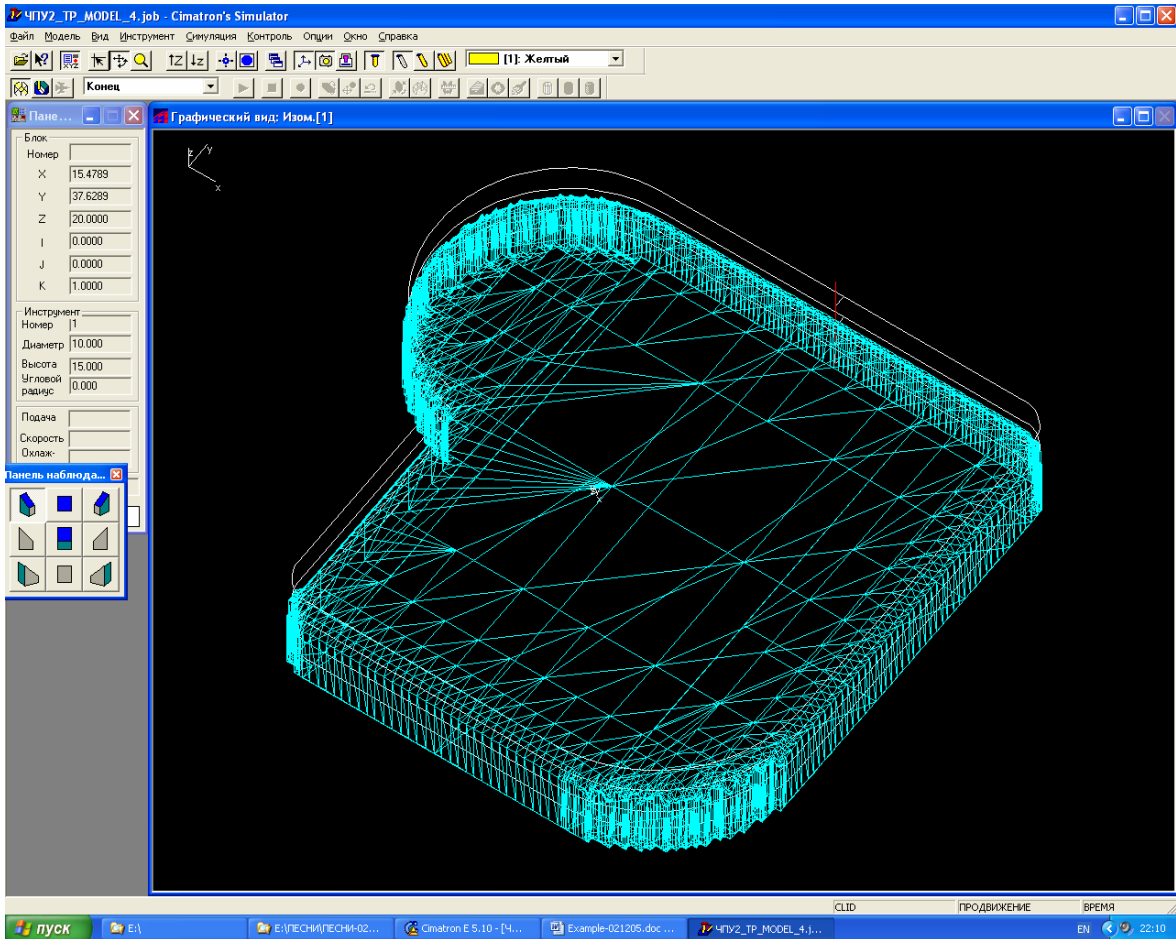 ЧПУ2_TP_MODEL_4.job - Cimatron's Simulator
Файл Модель Вид Инструмент Симуляция Контроль Опции Окно Справка
[1]: Желтый
Конец
Пане...
Графический вид: Изом.[1]
Блок
Номер
X 15.4789
Y 37.6289
Z 20.0000
I 0.0000
J 0.0000
K 1.0000
Инструмент
Номер 1
Диаметр 10.000
Высота 15.000
Угловой
радиус 0.000
Подача
Скорость
Охлаж-
Панель наблюда...
z y
x
x
CLID ПРОДВИЖЕНИЕ ВРЕМЯ
пуск E:\ E:\ПЕСНИ\ПЕСНИ-02... Cimatron E 5.10 - [Ч... Example-021205.doc ... ЧПУ2_TP_MODEL_4.j... EN 22:10